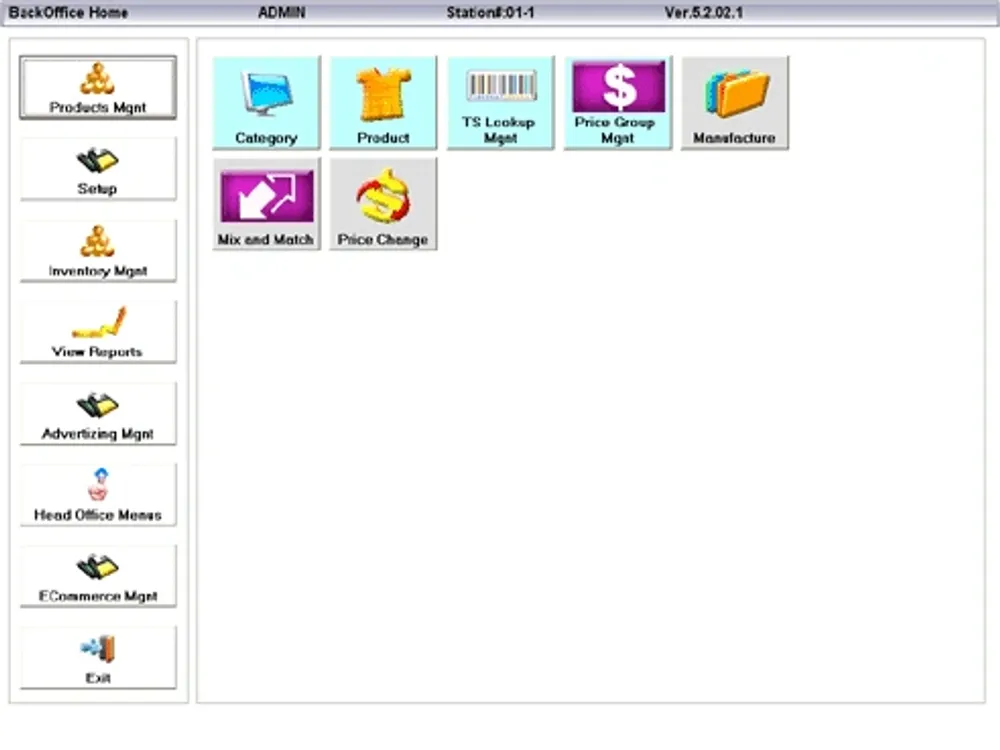 BackOffice Home ADMIN Station#:01-1 Ver.5.2.02.1
Products Mgnt
Setup
Inventory Mgnt
View Reports
Advertizing Mgnt
Head Office Menus
ECommerce Mgnt
Exit
Category
Product
TS Lookup
Mgnt
Price Group
Mgnt
Manufacture
Mix and Match
Price Change